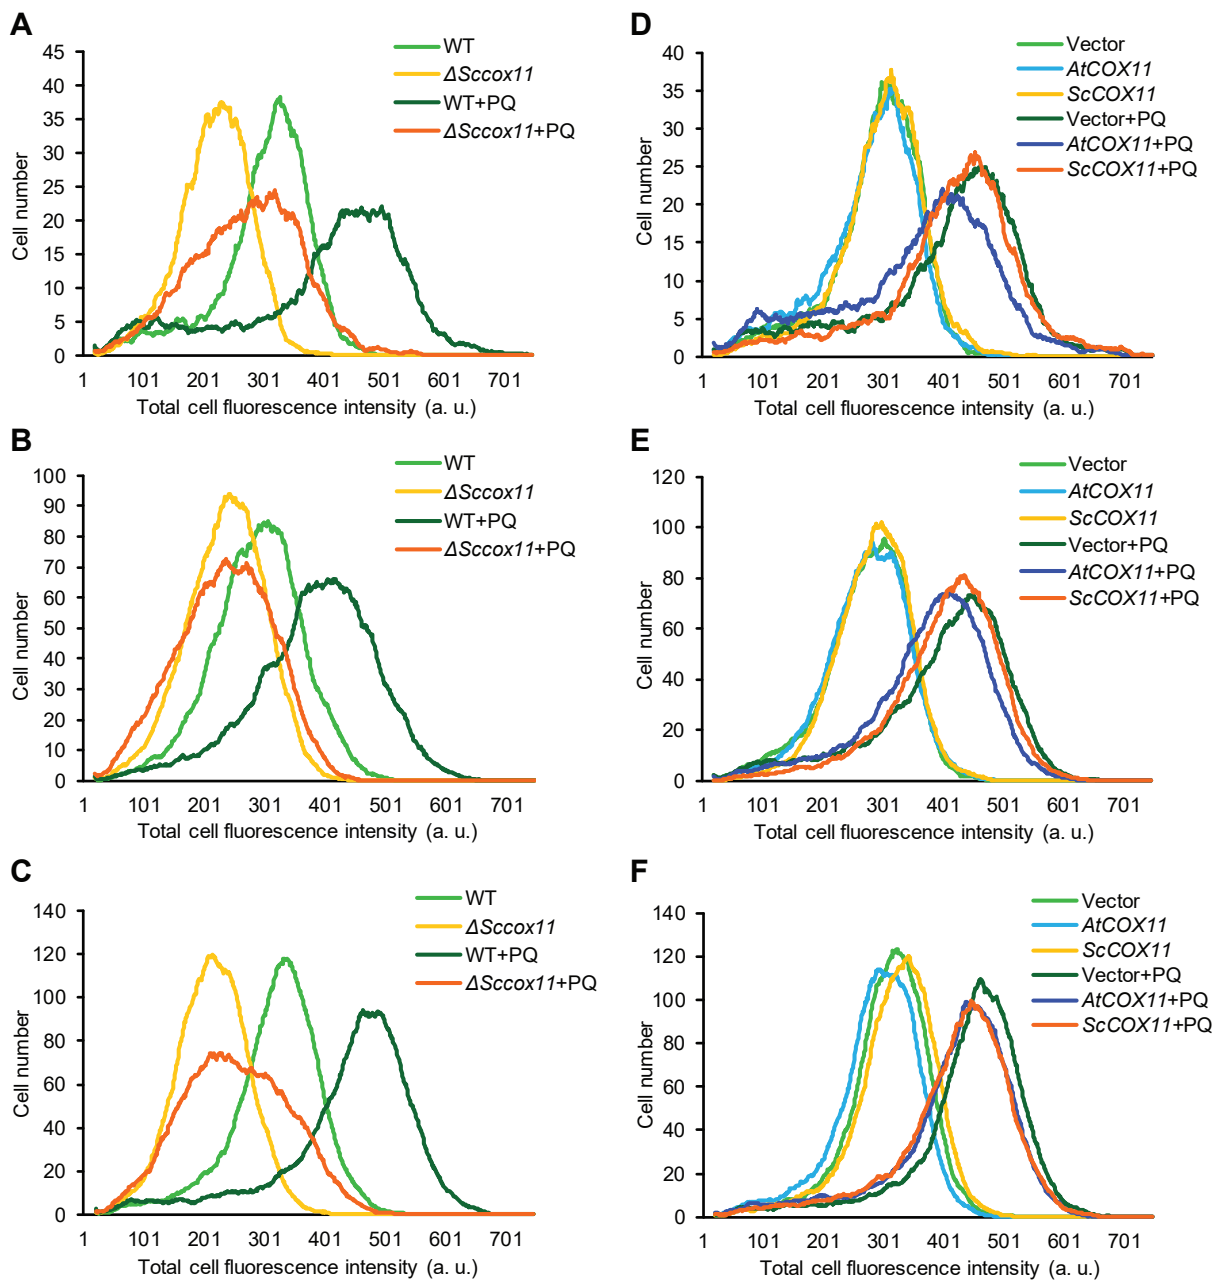 A
WT
ΔSccox11
WT+PQ
ΔSccox11+PQ
45
40
35
30
25
20
15
10
5
0
Cell number
1 101 201 301 401 501 601 701
Total cell fluorescence intensity (a. u.)
D
Vector
AtCOX11
ScCOX11
Vector+PQ
AtCOX11+PQ
ScCOX11+PQ
40
35
30
25
20
15
10
5
0
Cell number
1 101 201 301 401 501 601 701
Total cell fluorescence intensity (a. u.)
B
WT
ΔSccox11
WT+PQ
ΔSccox11+PQ
100
90
80
70
60
50
40
30
20
10
0
Cell number
1 101 201 301 401 501 601 701
Total cell fluorescence intensity (a. u.)
E
Vector
AtCOX11
ScCOX11
Vector+PQ
AtCOX11+PQ
ScCOX11+PQ
120
100
80
60
40
20
0
Cell number
1 101 201 301 401 501 601 701
Total cell fluorescence intensity (a. u.)
C
WT
ΔSccox11
WT+PQ
ΔSccox11+PQ
140
120
100
80
60
40
20
0
Cell number
1 101 201 301 401 501 601 701
Total cell fluorescence intensity (a. u.)
F
Vector
AtCOX11
ScCOX11
Vector+PQ
AtCOX11+PQ
ScCOX11+PQ
140
120
100
80
60
40
20
0
Cell number
1 101 201 301 401 501 601 701
Total cell fluorescence intensity (a. u.)